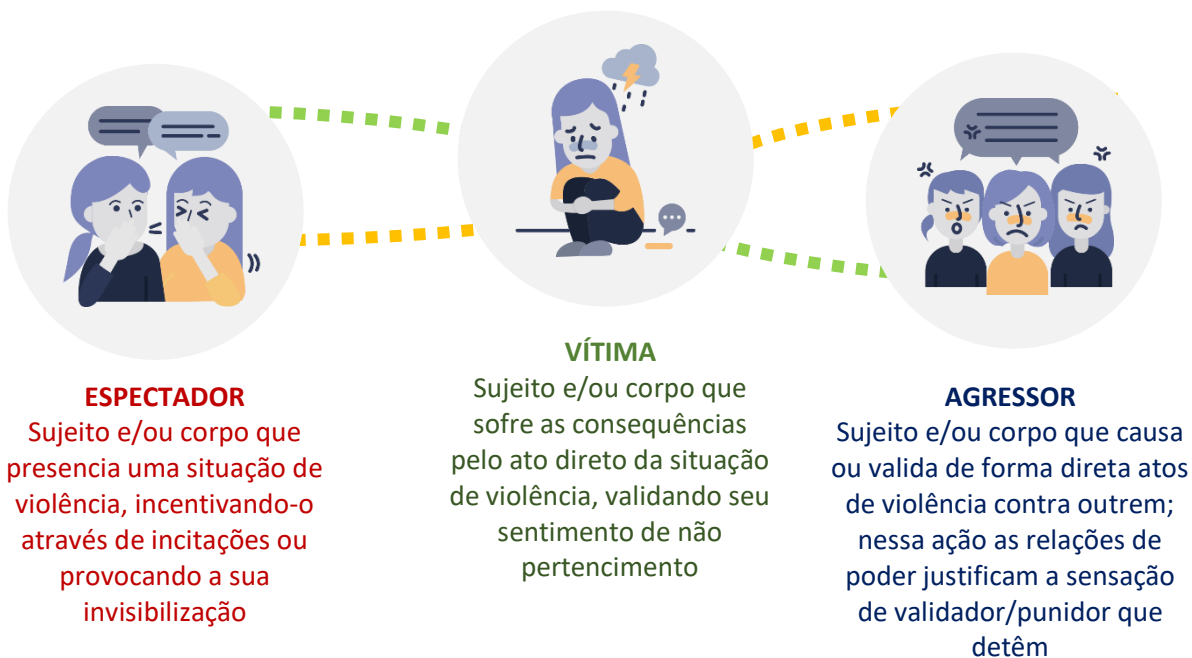 ESPECTADOR
Sujeito e/ou corpo que
presencia uma situação de
violência, incentivando-o
através de incitações ou
provocando a sua
invisibilização
VÍTIMA
Sujeito e/ou corpo que
sofre as consequências
pelo ato direto da situação
de violência, validando seu
sentimento de não
pertencimento
AGRESSOR
Sujeito e/ou corpo que causa
ou valida de forma direta atos
de violência contra outrem;
nessa ação as relações de
poder justificam a sensação
de validador/punidor que
detêm